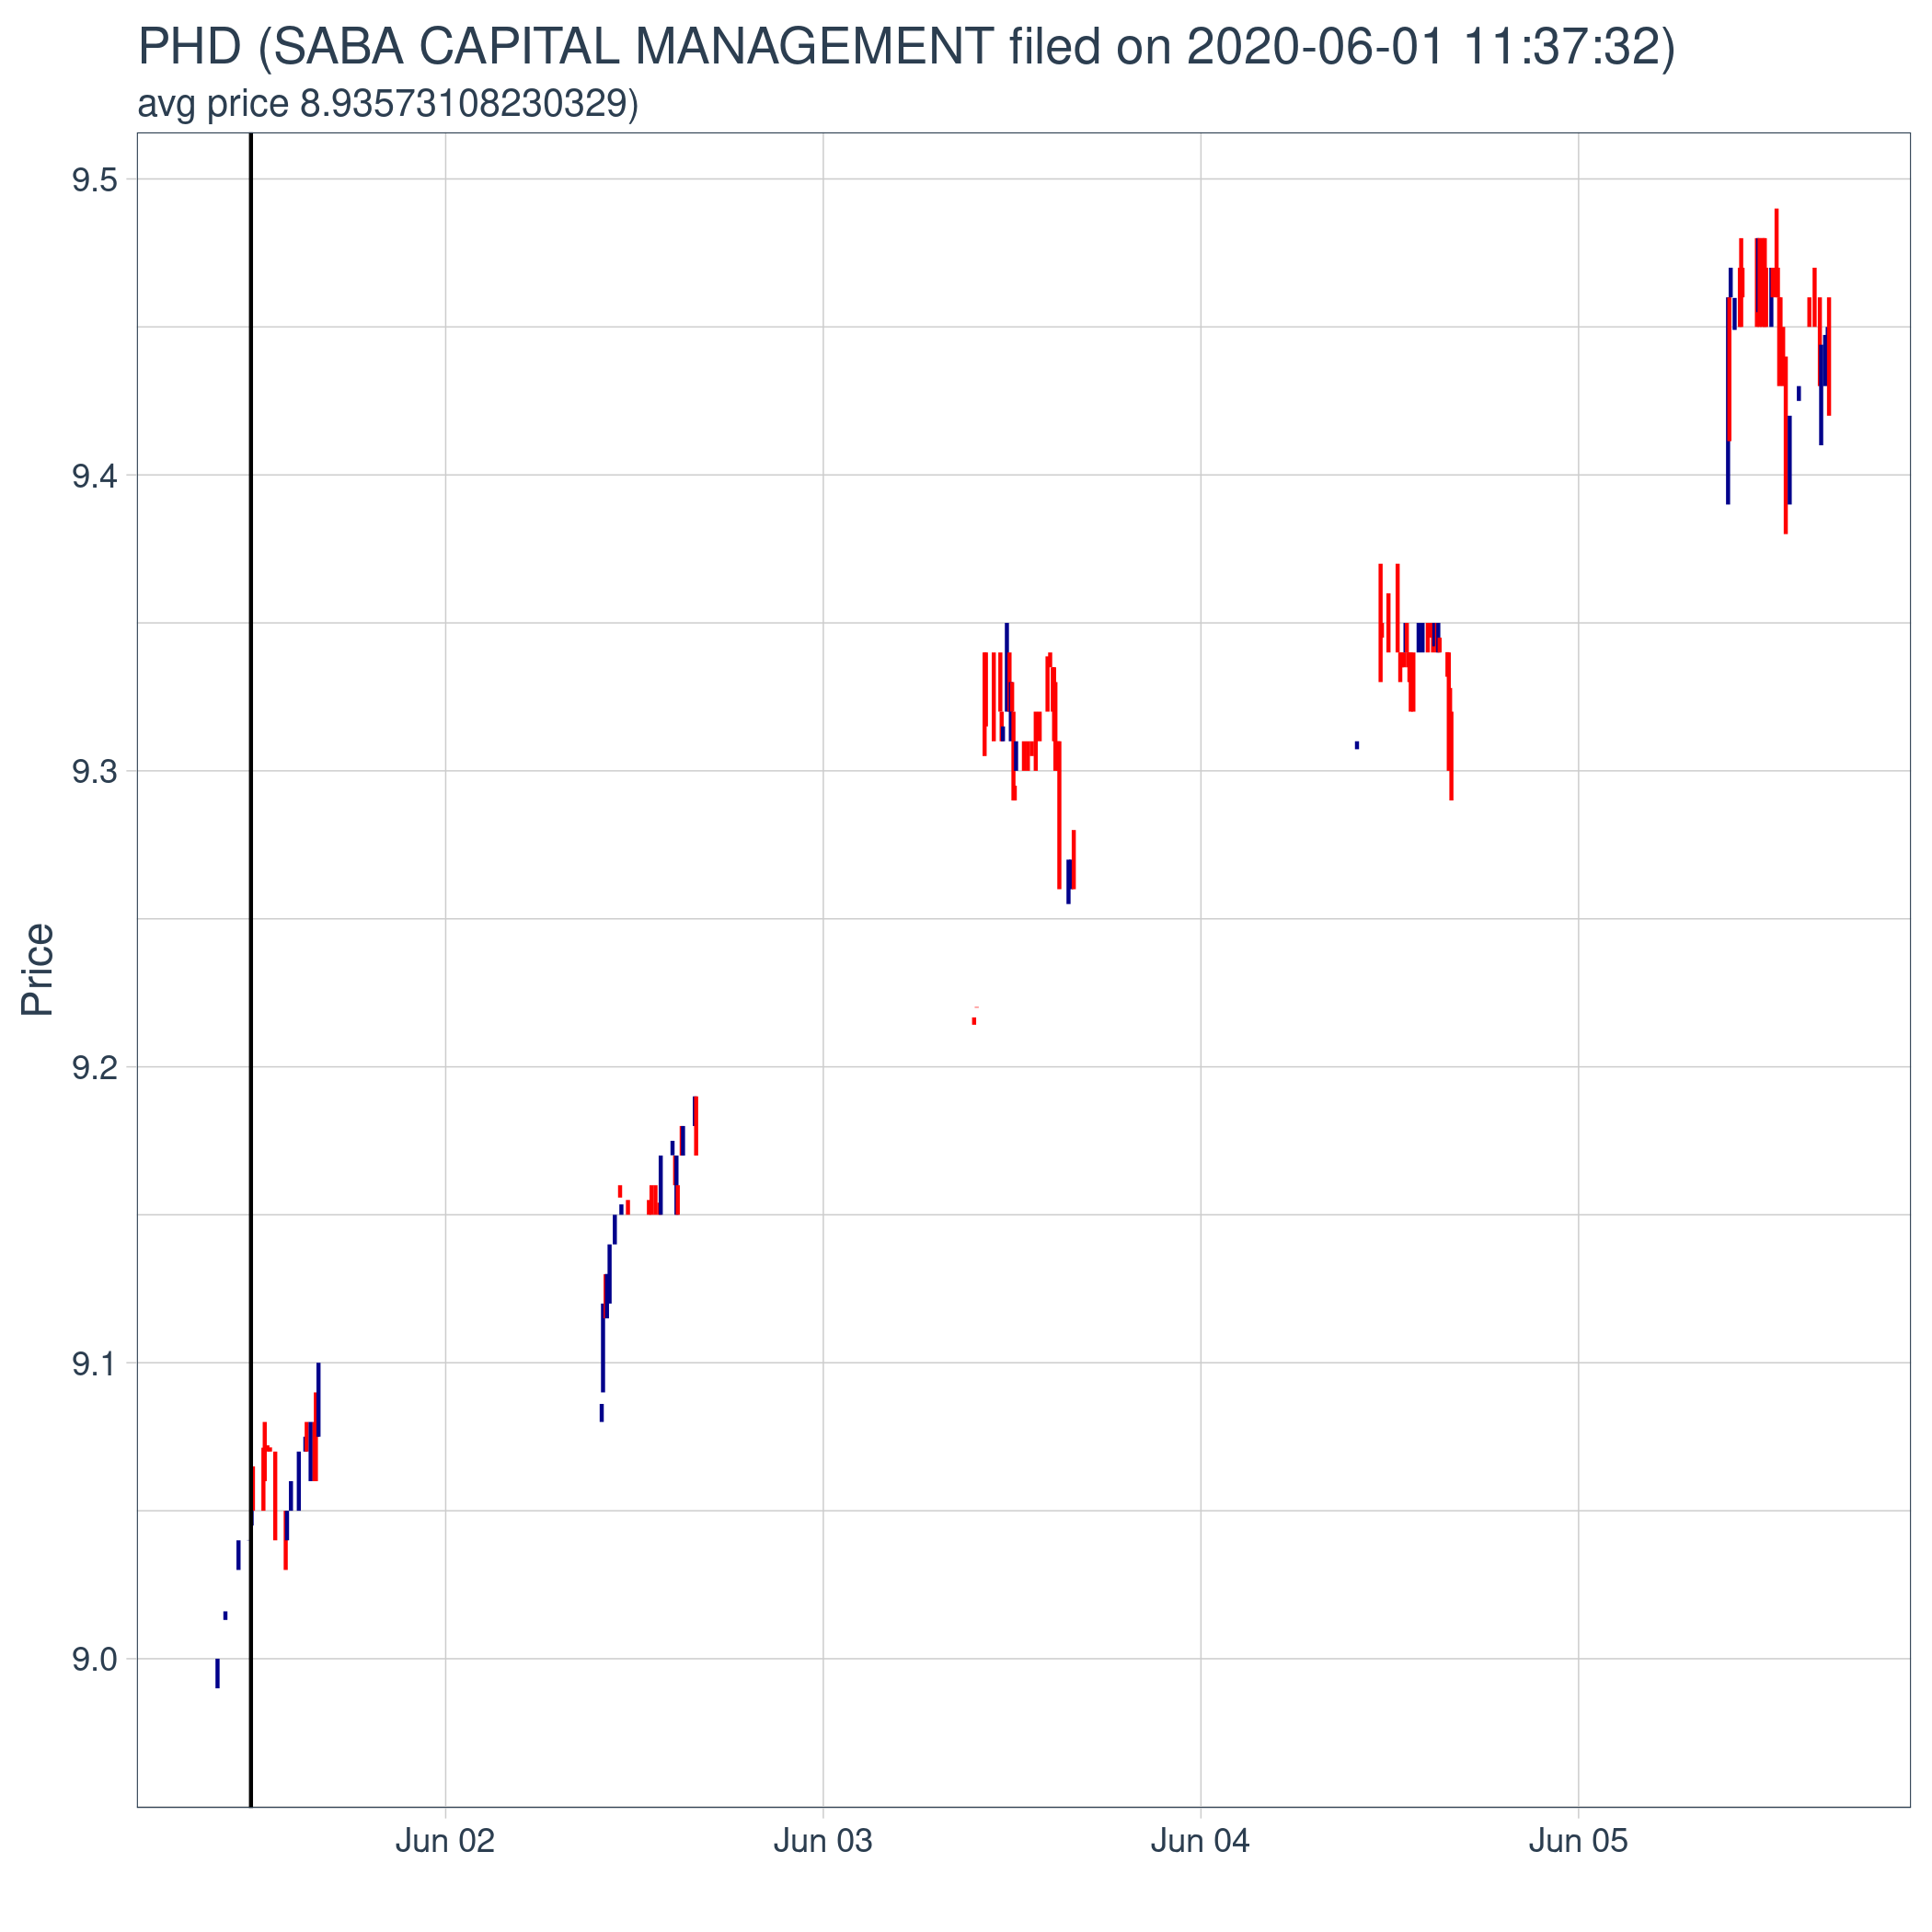 PHD (SABA CAPITAL MANAGEMENT filed on 2020-06-01 11:37:32)
avg price 8.93573108230329)
9.5
9.4
9.3
9.2
9.1
9.0
Price
Jun 02
Jun 03
Jun 04
Jun 05